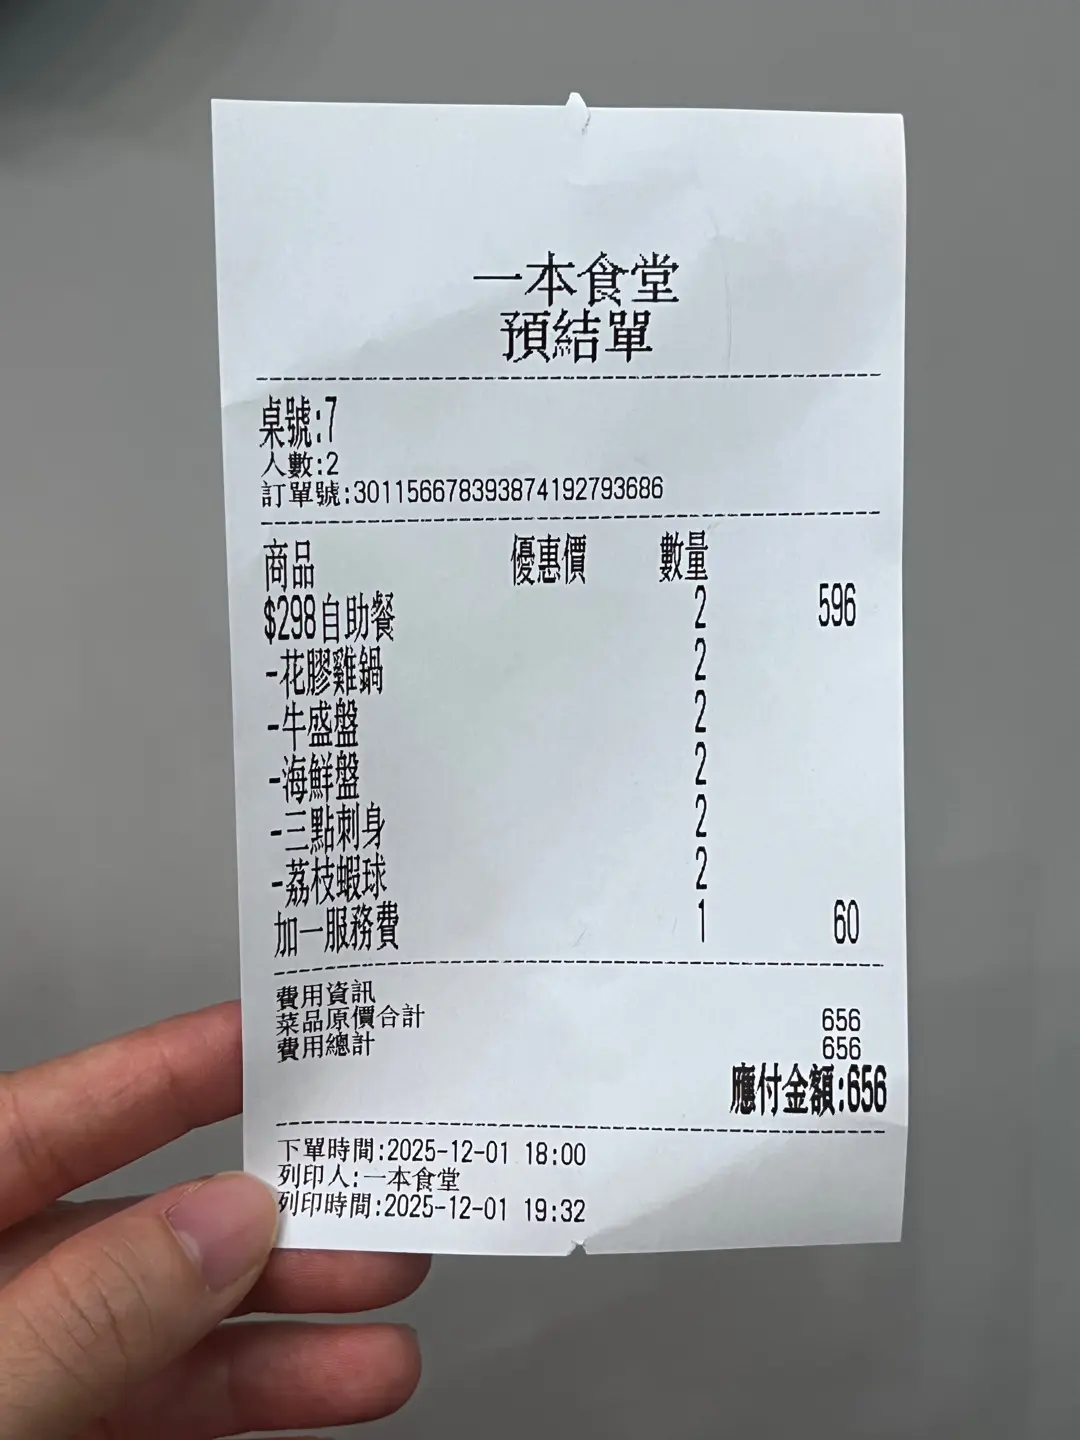 一本食堂
預結單
桌號:7
人數:2
訂單號:3011566783938741927​93686
商品 優惠價 數量
$298自助餐 2 596
-花膠雞鍋 2
-牛盛盤 2
-海鮮盤 2
-三點刺身 2
-荔枝蝦球 2
加一服務費 1 60
費用資訊
菜品原價合計 656
費用總計 656
應付金額:656
下單時間:2025-12-01 18:00
列印人:一本食堂
列印時間:2025-12-01 19:32